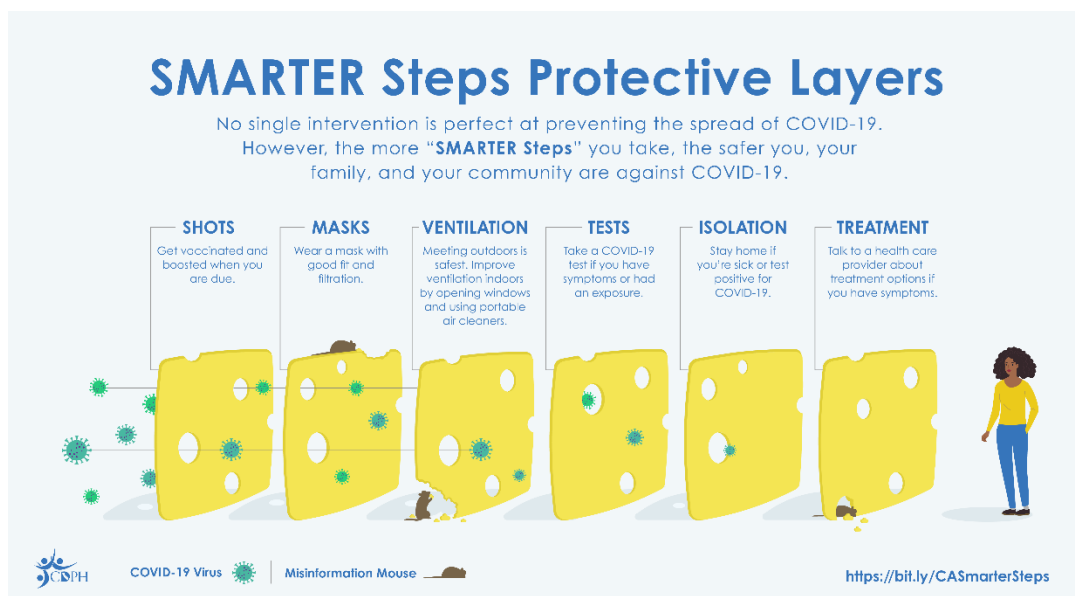 SMARTER Steps Protective Layers
No single intervention is perfect at preventing the spread of COVID-19.
However, the more “SMARTER Steps” you take, the safer you, your
family, and your community are against COVID-19.
SHOTS
Get vaccinated and
boosted when you
are due.
MASKS
Wear a mask with
good fit and
filtration.
VENTILATION
Meeting outdoors is
safest. Improve
ventilation indoors
by opening windows
and using portable
air cleaners.
TESTS
Take a COVID-19
test if you have
symptoms or had
an exposure.
ISOLATION
Stay home if
you’re sick or test
positive for
COVID-19.
TREATMENT
Talk to a health care
provider about
treatment options if
you have symptoms.
CDPH
COVID-19 Virus
Misinformation Mouse
https://bit.ly/CASmarterSteps